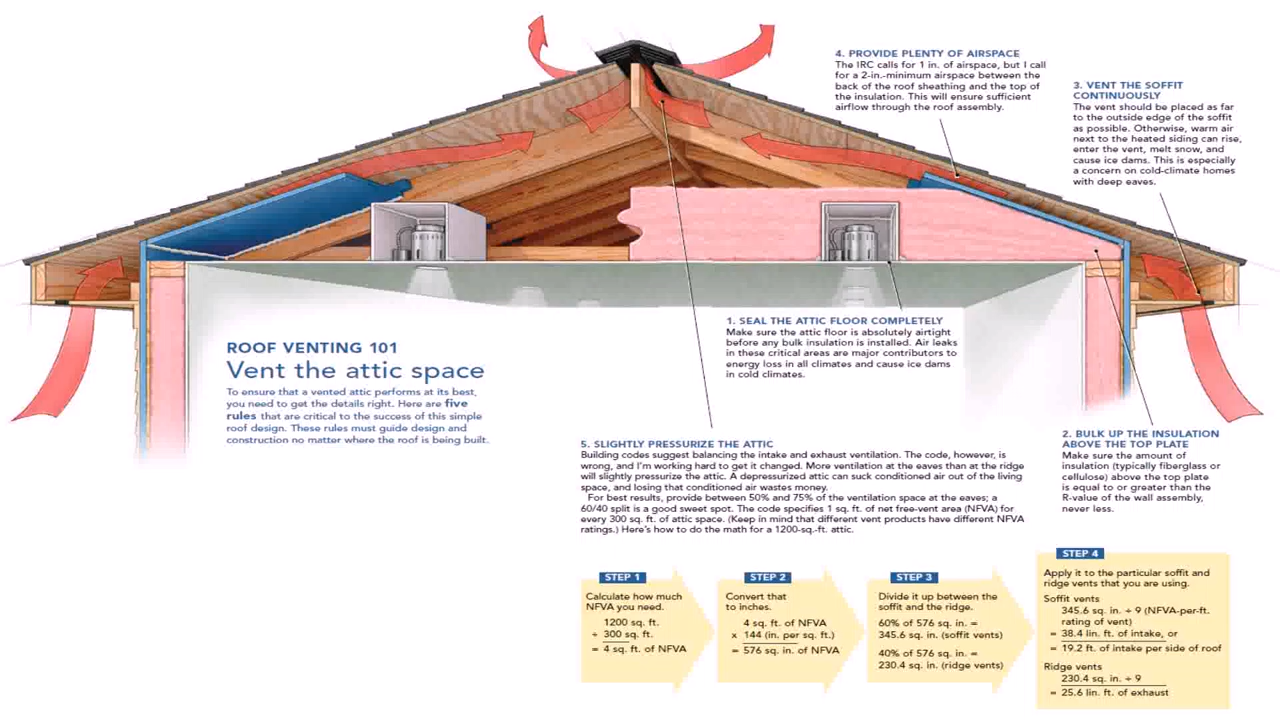 4. PROVIDE PLENTY OF AIRSPACE
The IRC calls for 1 in. of airspace, but I call
for a 2-in.-minimum airspace between the
back of the roof sheathing and the top of
the insulation. This will ensure sufficient
airflow through the roof assembly.
3. VENT THE SOFFIT
CONTINUOUSLY
The vent should be placed as far
to the outside edge of the soffit
as possible. Otherwise, warm air
next to the heated siding can rise,
enter the vent, melt snow, and
cause ice dams. This is especially
a concern on cold-climate homes
with deep eaves.
1. SEAL THE ATTIC FLOOR COMPLETELY
Make sure the attic floor is absolutely airtight
before any bulk insulation is installed. Air leaks
in these critical areas are major contributors to
energy loss in all climates and cause ice dams
in cold climates.
ROOF VENTING 101
Vent the attic space
To ensure that a vented attic performs at its best,
you need to get the details right. Here are five
rules that are critical to the success of this simple
roof design. These rules must guide design and
construction no matter where the roof is being built.
2. BULK UP THE INSULATION
ABOVE THE TOP PLATE
Make sure the amount of
insulation (typically fiberglass or
cellulose) above the top plate
is equal to or greater than the
R-value of the wall assembly,
never less.
5. SLIGHTLY PRESSURIZE THE ATTIC
Building codes suggest balancing the intake and exhaust ventilation. The code, however, is
wrong, and I'm working hard to get it changed. More ventilation at the eaves than at the ridge
will slightly pressurize the attic. A depressurized attic can suck conditioned air out of the living
space, and losing that conditioned air wastes money.
For best results, provide between 50% and 75% of the ventilation space at the eaves; a
60/40 split is a good sweet spot. The code specifies 1 sq. ft. of net free-vent area (NFVA) for
every 300 sq. ft. of attic space. (Keep in mind that different vent products have different NFVA
ratings.) Here's how to do the math for a 1200-sq.-ft. attic.
STEP 1
Calculate how much
NFVA you need.
1200 sq. ft.
÷ 300 sq. ft.
= 4 sq. ft. of NFVA
STEP 2
Convert that
to inches.
4 sq. ft. of NFVA
x 144 (in. per sq. ft.)
= 576 sq. in. of NFVA
STEP 3
Divide it up between the
soffit and the ridge.
60% of 576 sq. in. =
345.6 sq. in. (soffit vents)
40% of 576 sq. in. =
230.4 sq. in. (ridge vents)
STEP 4
Apply it to the particular soffit and
ridge vents that you are using.
Soffit vents
345.6 sq. in. ÷ 9 (NFVA-per-ft.
rating of vent)
= 38.4 lin. ft. of intake, or
= 19.2 ft. of intake per side of roof
Ridge vents
230.4 sq. in. ÷ 9
= 25.6 lin. ft. of exhaust